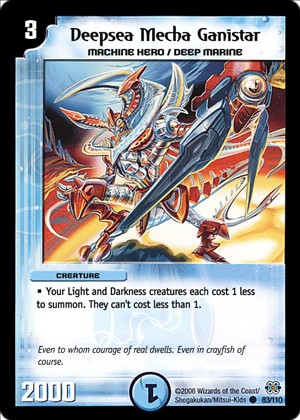 3
Deepsea Mecha Ganistar
MACHINE HERO / DEEP MARINE
CREATURE
▪ Your Light and Darkness creatures each cost 1 less
to summon. They can't cost less than 1.
Even to whom courage of real dwells. Even in crayfish of
course.
2000
©2006 Wizards of the Coast/
Shogakukan/Mitsui-Kids ● 83/110